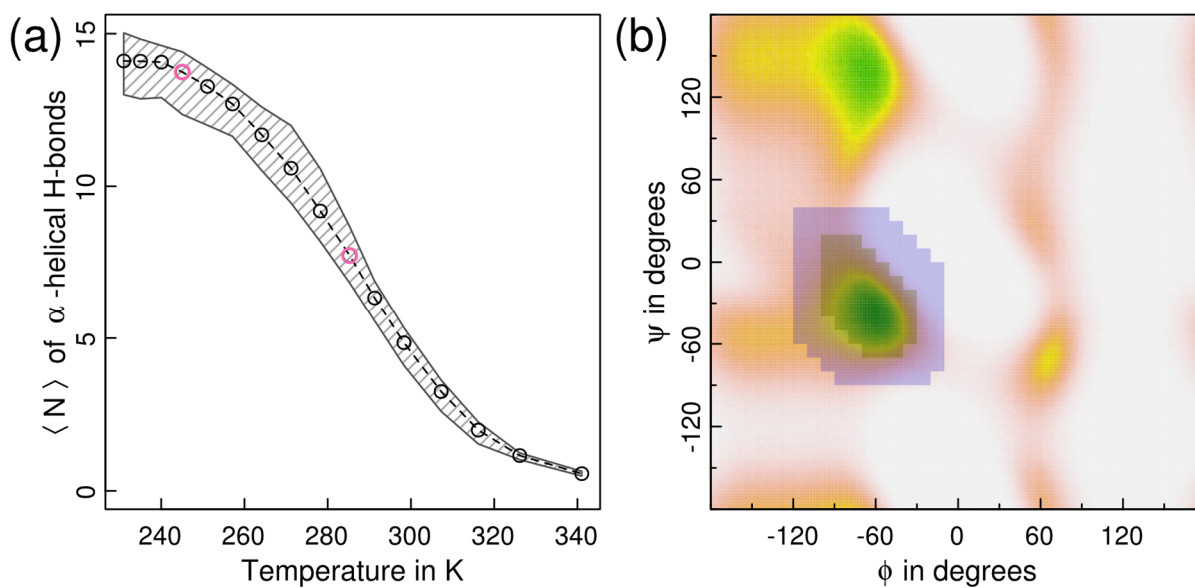 (a)
⟨ N ⟩ of α -helical H-bonds
15
10
5
0
240 260 280 300 320 340
Temperature in K
(b)
ψ in degrees
120
60
0
-60
-120
-120 -60 0 60 120
ϕ in degrees